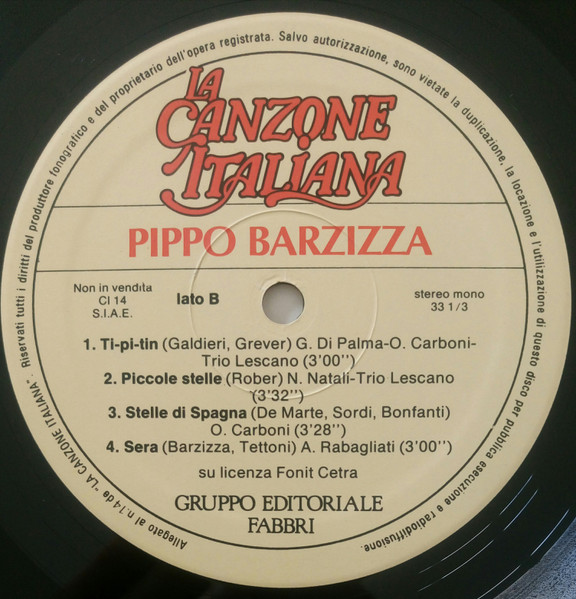 Riservati tutti i diritti del produttore fonografico e del proprietario dell'opera registrata. Salvo autorizzazione, sono vietate la duplicazione, la locazione e l'utilizzazione di questo disco per pubblica esecuzione e radiodiffusione.
LA
CANZONE
ITALIANA
PIPPO BARZIZZA
Non in vendita
CI 14
S.I.A.E.
lato B
stereo mono
33 1/3
1. Ti-pi-tin (Galdieri, Grever) G. Di Palma-O. Carboni-
Trio Lescano (3'00'')
2. Piccole stelle (Rober) N. Natali-Trio Lescano
(3'32'')
3. Stelle di Spagna (De Marte, Sordi, Bonfanti)
O. Carboni (3'28'')
4. Sera (Barzizza, Tettoni) A. Rabagliati (3'00'')
su licenza Fonit Cetra
GRUPPO EDITORIALE
FABBRI
Allegato al n. 14 de "LA CANZONE ITALIANA".